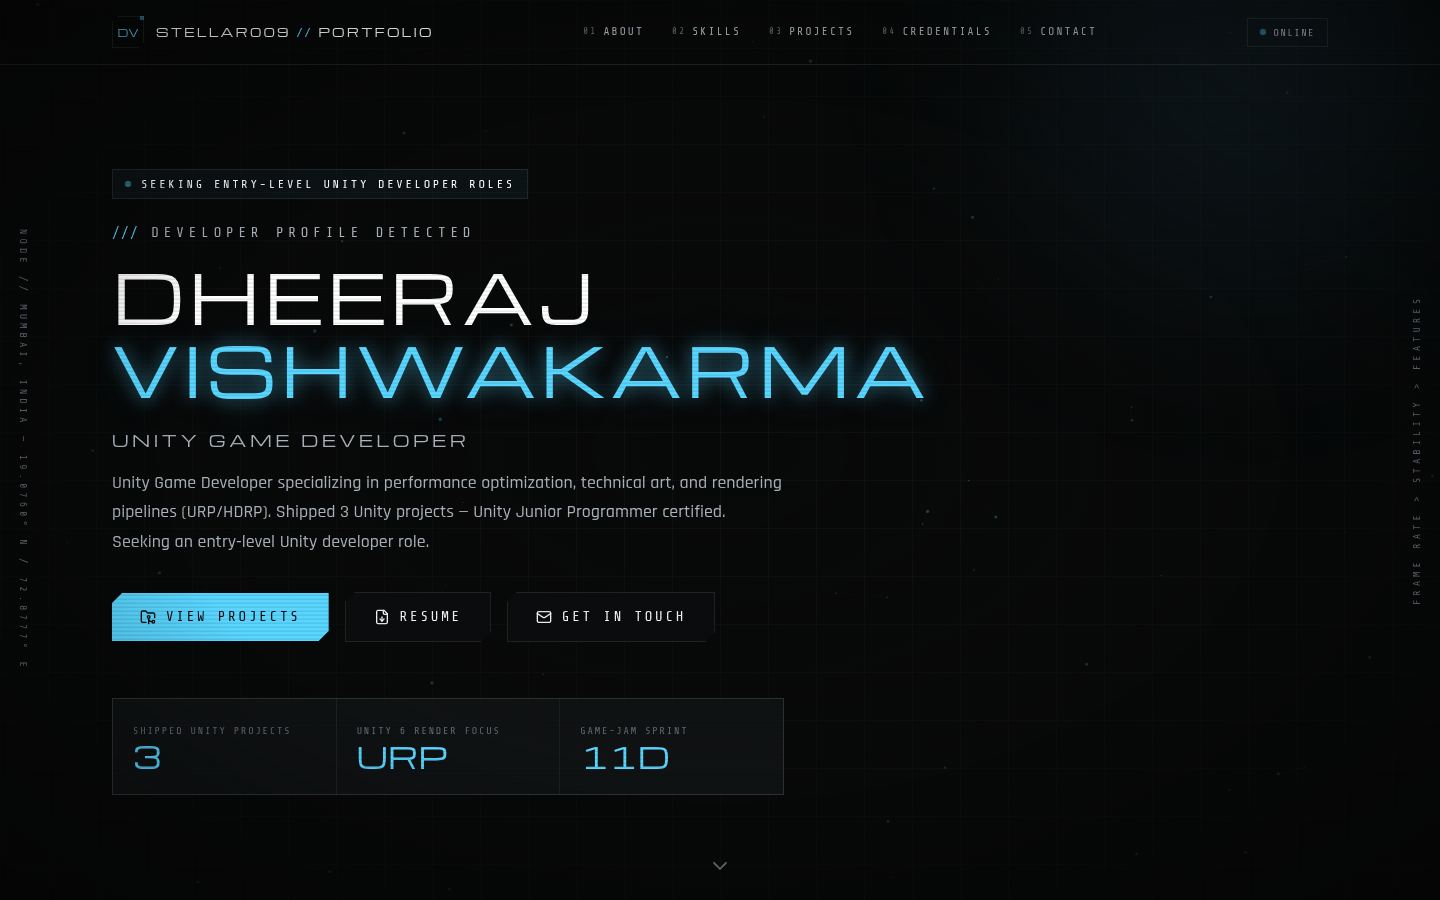 DV STELLAR009 // PORTFOLIO
01 ABOUT 02 SKILLS 03 PROJECTS 04 CREDENTIALS 05 CONTACT
ONLINE
SEEKING ENTRY-LEVEL UNITY DEVELOPER ROLES
/// DEVELOPER PROFILE DETECTED
DHEERAJ
VISHWAKARMA
UNITY GAME DEVELOPER
Unity Game Developer specializing in performance optimization, technical art, and rendering
pipelines (URP/HDRP). Shipped 3 Unity projects — Unity Junior Programmer certified.
Seeking an entry-level Unity developer role.
VIEW PROJECTS
RESUME
GET IN TOUCH
SHIPPED UNITY PROJECTS
3
UNITY 6 RENDER FOCUS
URP
GAME-JAM SPRINT
11D
NODE // MUMBAI, INDIA — 19.0760° N / 72.8777° E
FRAME RATE > STABILITY > FEATURES